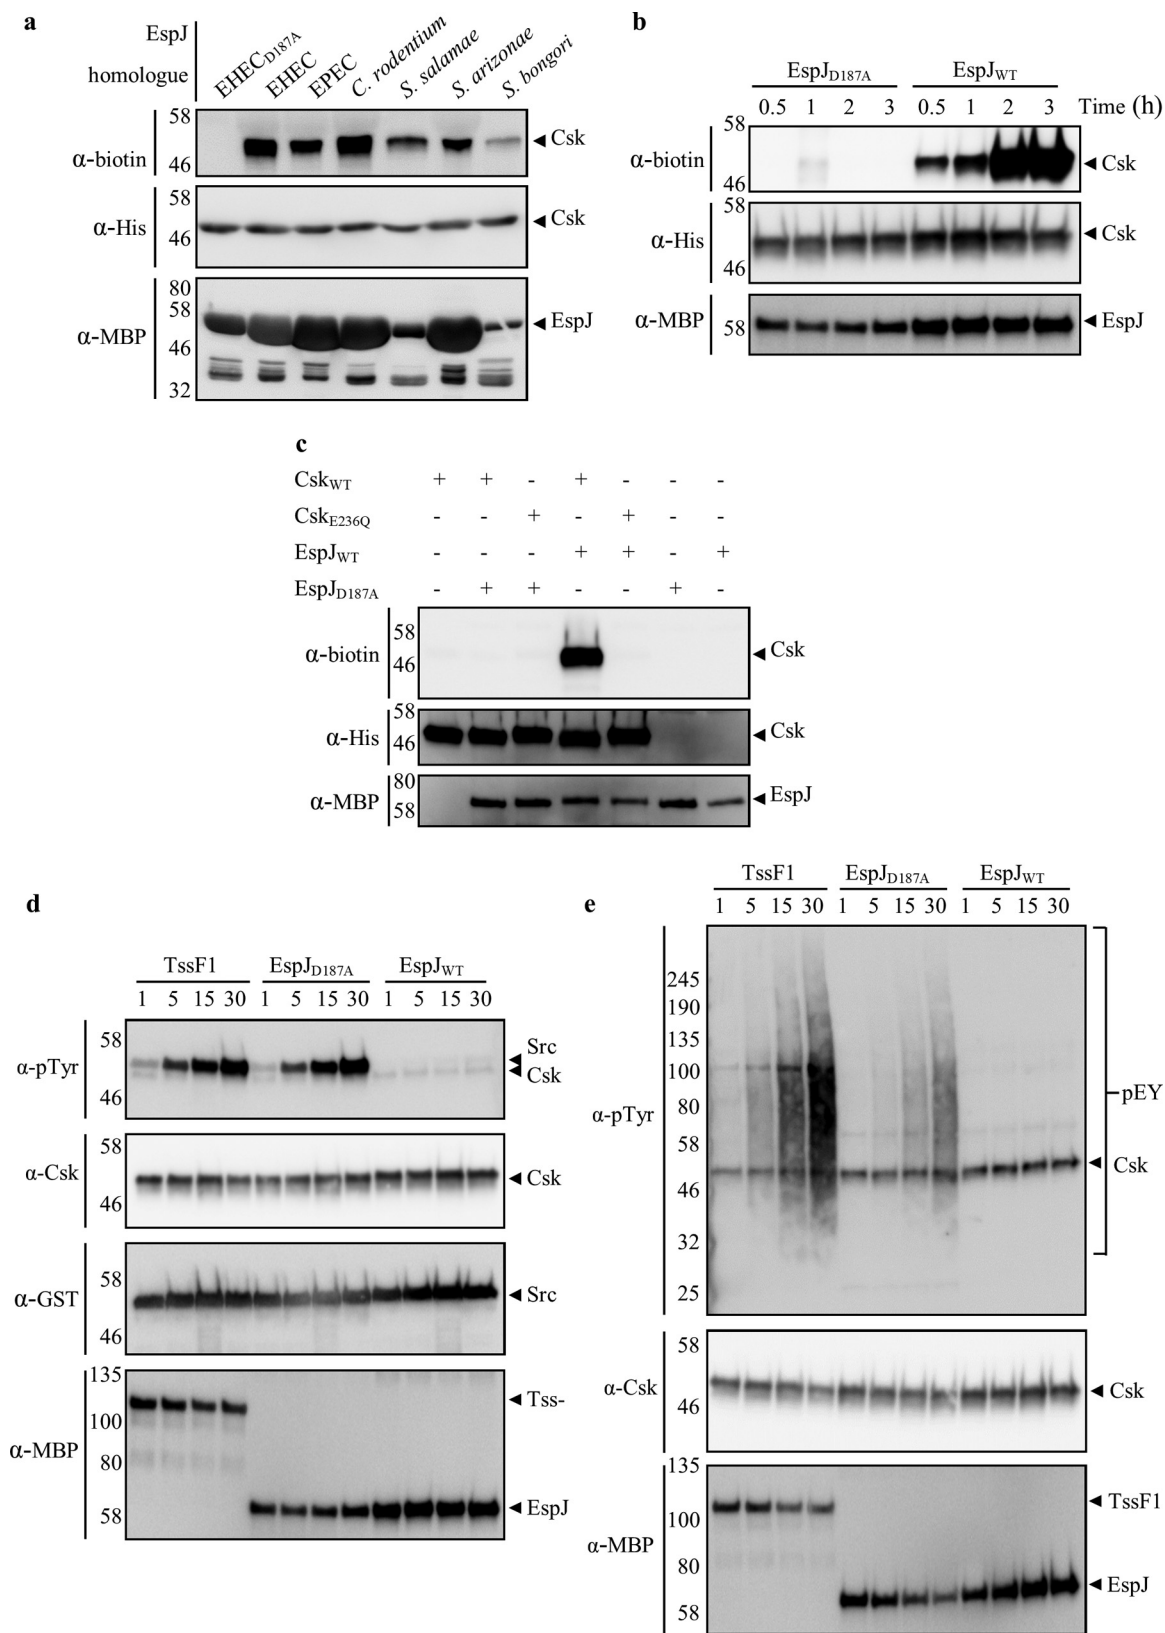 a
EspJ
homologue
EHECD187A
EHEC
EPEC
C. rodentium
S. salamae
S. arizonae
S. bongori
58
α-biotin
46
Csk
58
α-His
46
Csk
80
58
α-MBP
46
32
EspJ
b
EspJD187A EspJWT
0.5 1 2 3 0.5 1 2 3 Time (h)
58
α-biotin
46
Csk
58
α-His
46
Csk
α-MBP
58
EspJ
c
CskWT + + - + - - -
CskE236Q - - + - + - -
EspJWT - - - + + - +
EspJD187A - + + - - + -
58
α-biotin
46
Csk
58
α-His
46
Csk
80
α-MBP
58
EspJ
d
TssF1 EspJD187A EspJWT
1 5 15 30 1 5 15 30 1 5 15 30
58
α-pTyr
46
Src
Csk
58
α-Csk
46
Csk
58
α-GST
46
Src
135
100
α-MBP
80
58
Tss-
EspJ
e
TssF1 EspJD187A EspJWT
1 5 15 30 1 5 15 30 1 5 15 30
245
190
135
100
80
α-pTyr
58
46
32
25
pEY
Csk
58
α-Csk
46
Csk
135
100
α-MBP
80
58
TssF1
EspJ